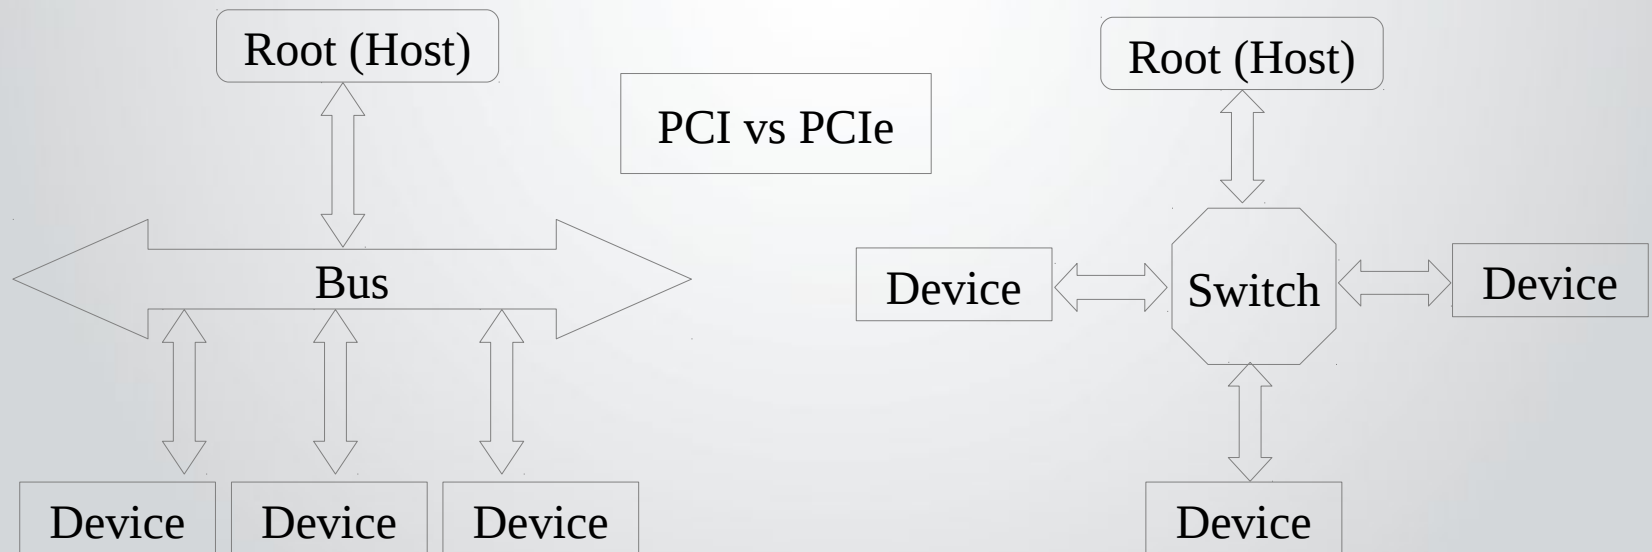 Root (Host)
PCI vs PCIe
Root (Host)
Bus
Device
Switch
Device
Device
Device
Device
Device